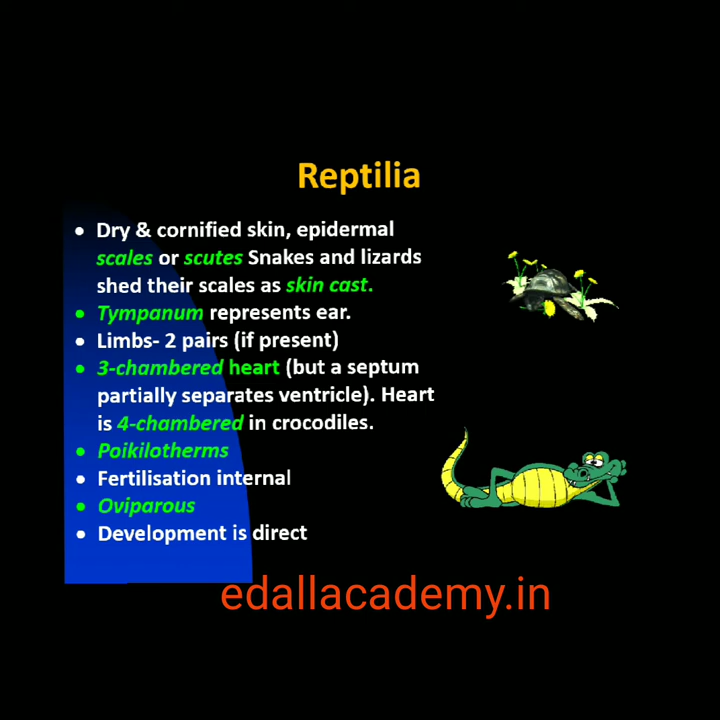 Reptilia
• Dry & cornified skin, epidermal
scales or scutes Snakes and lizards
shed their scales as skin cast.
• Tympanum represents ear.
• Limbs- 2 pairs (if present)
• 3-chambered heart (but a septum
partially separates ventricle). Heart
is 4-chambered in crocodiles.
• Poikilotherms
• Fertilisation internal
• Oviparous
• Development is direct
edallacademy.in